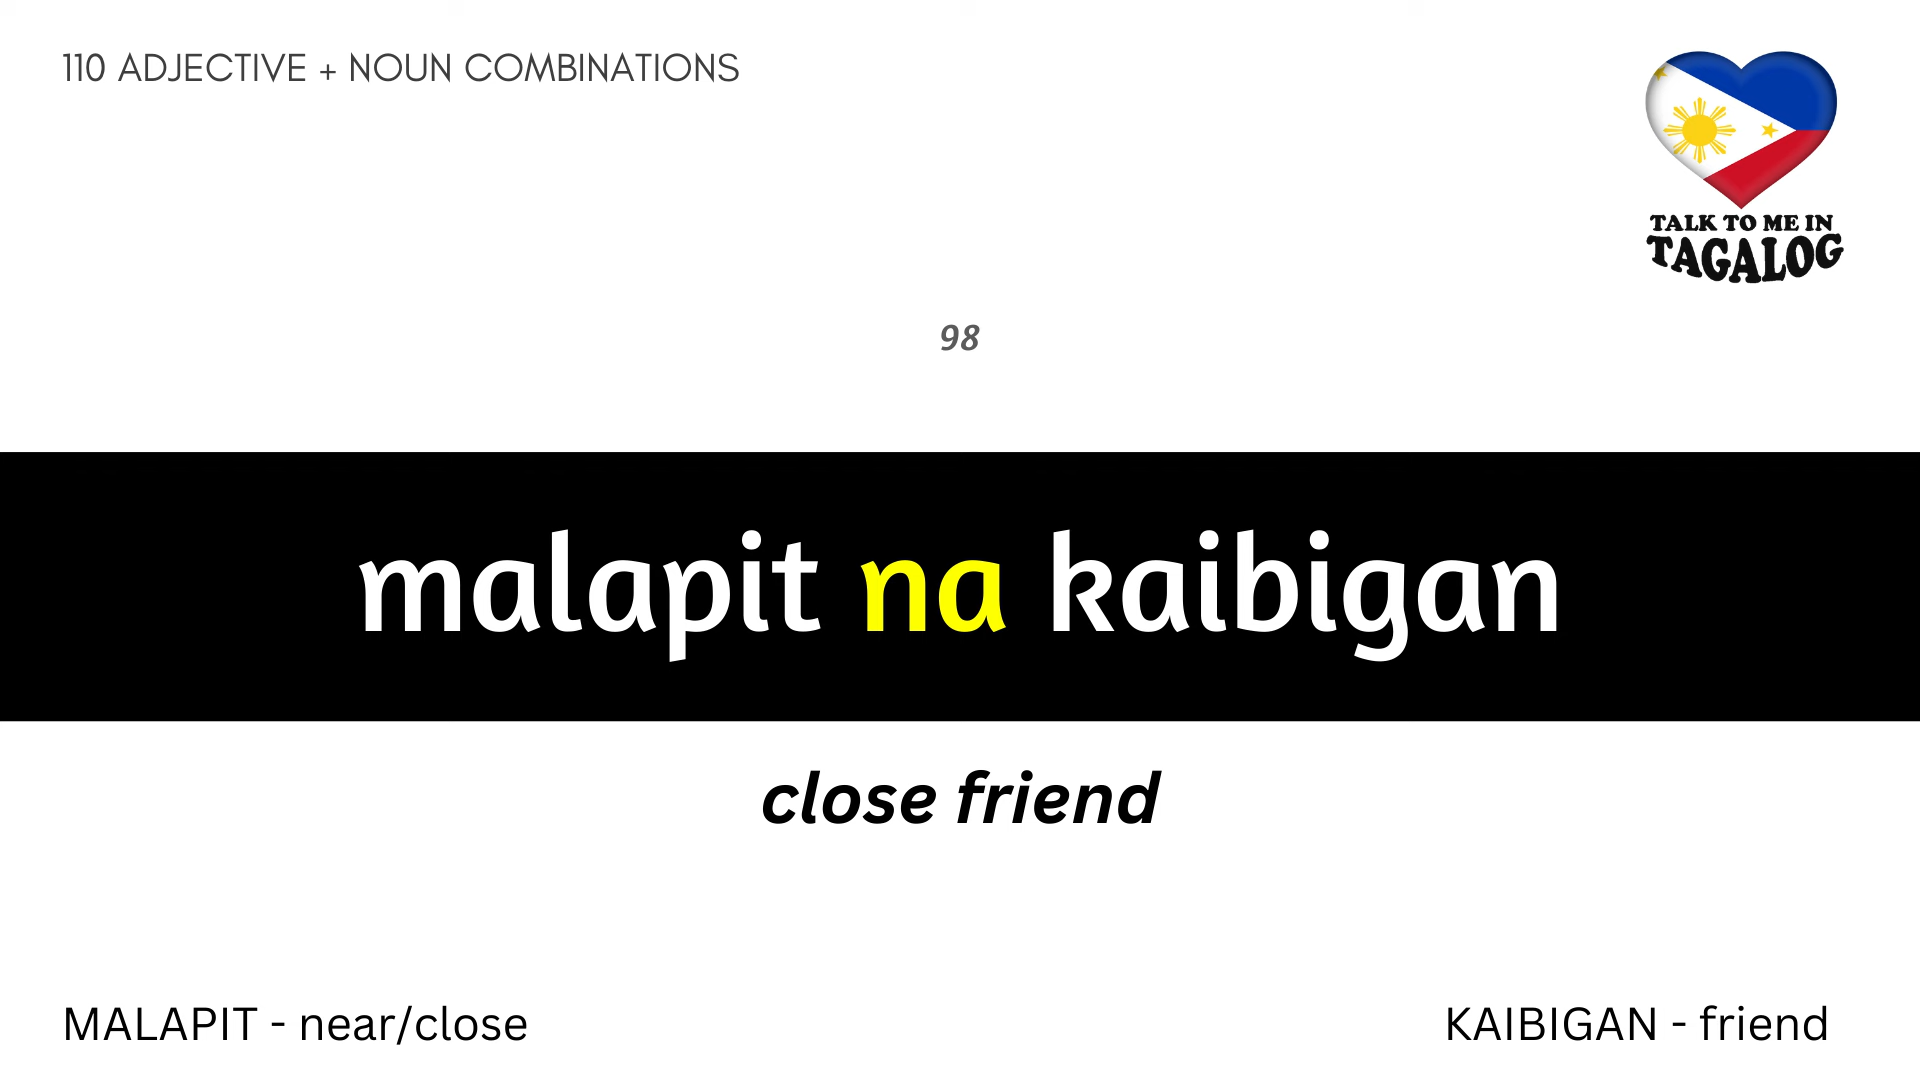 110 ADJECTIVE + NOUN COMBINATIONS
TALK TO ME IN
TAGALOG
98
malapit na kaibigan
close friend
MALAPIT - near/close
KAIBIGAN - friend